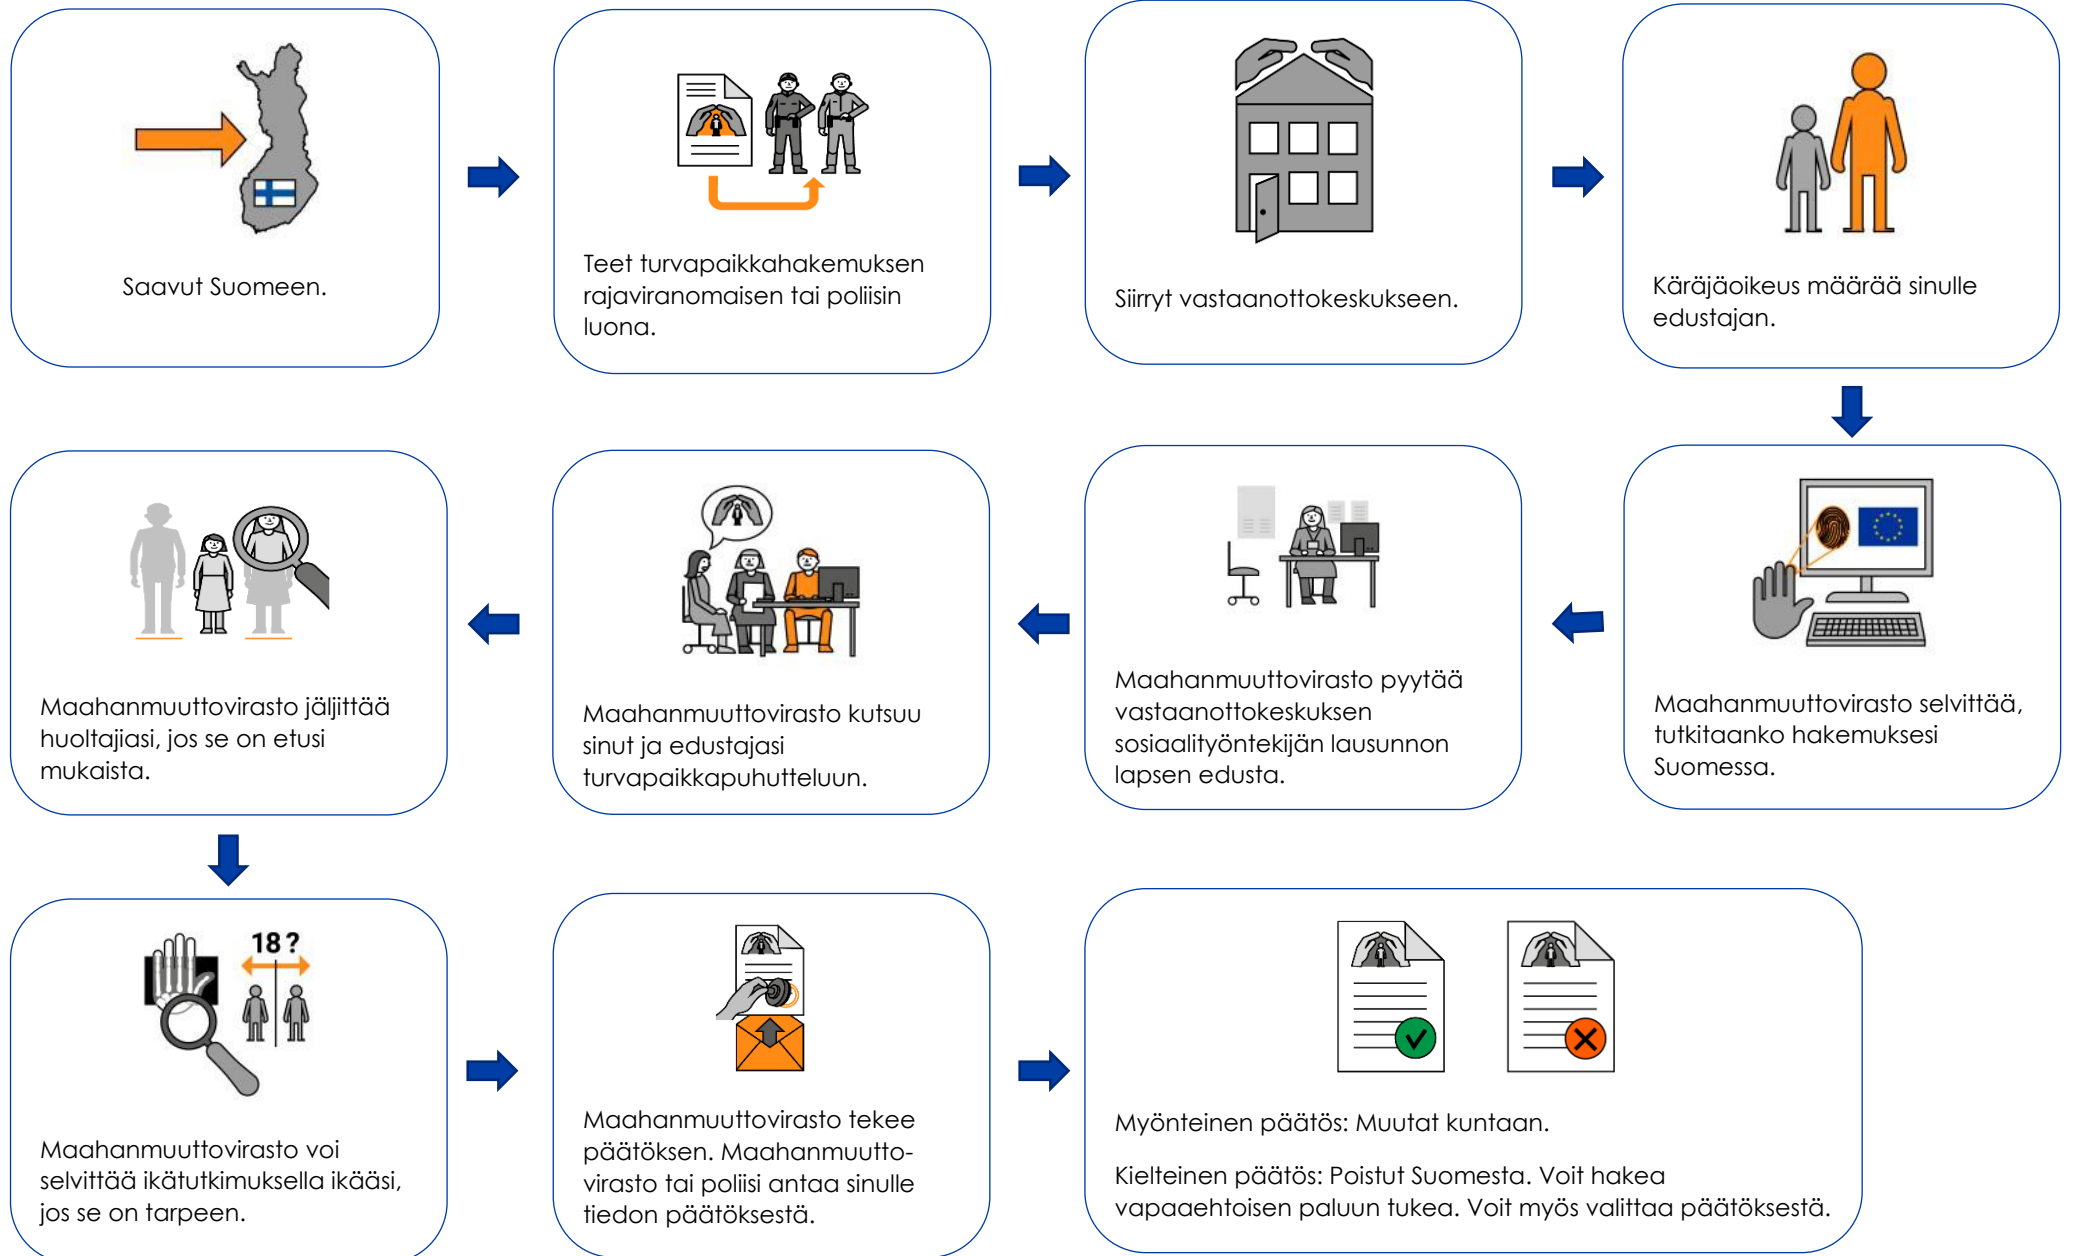 Saavut Suomeen.
Teet turvapaikkahakemuksen
rajaviranomaisen tai poliisin
luona.
Siirryt vastaanottokeskukseen.
Käräjäoikeus määrää sinulle
edustajan.
Maahanmuuttovirasto selvittää,
tutkitaanko hakemuksesi
Suomessa.
Maahanmuuttovirasto pyytää
vastaanottokeskuksen
sosiaalityöntekijän lausunnon
lapsen edusta.
Maahanmuuttovirasto kutsuu
sinut ja edustajasi
turvapaikkapuhutteluun.
Maahanmuuttovirasto jäljittää
huoltajiasi, jos se on etusi
mukaista.
18 ?
Maahanmuuttovirasto voi
selvittää ikätutkimuksella ikääsi,
jos se on tarpeen.
Maahanmuuttovirasto tekee
päätöksen. Maahanmuutto-
virasto tai poliisi antaa sinulle
tiedon päätöksestä.
Myönteinen päätös: Muutat kuntaan.
Kielteinen päätös: Poistut Suomesta. Voit hakea
vapaaehtoisen paluun tukea. Voit myös valittaa päätöksestä.